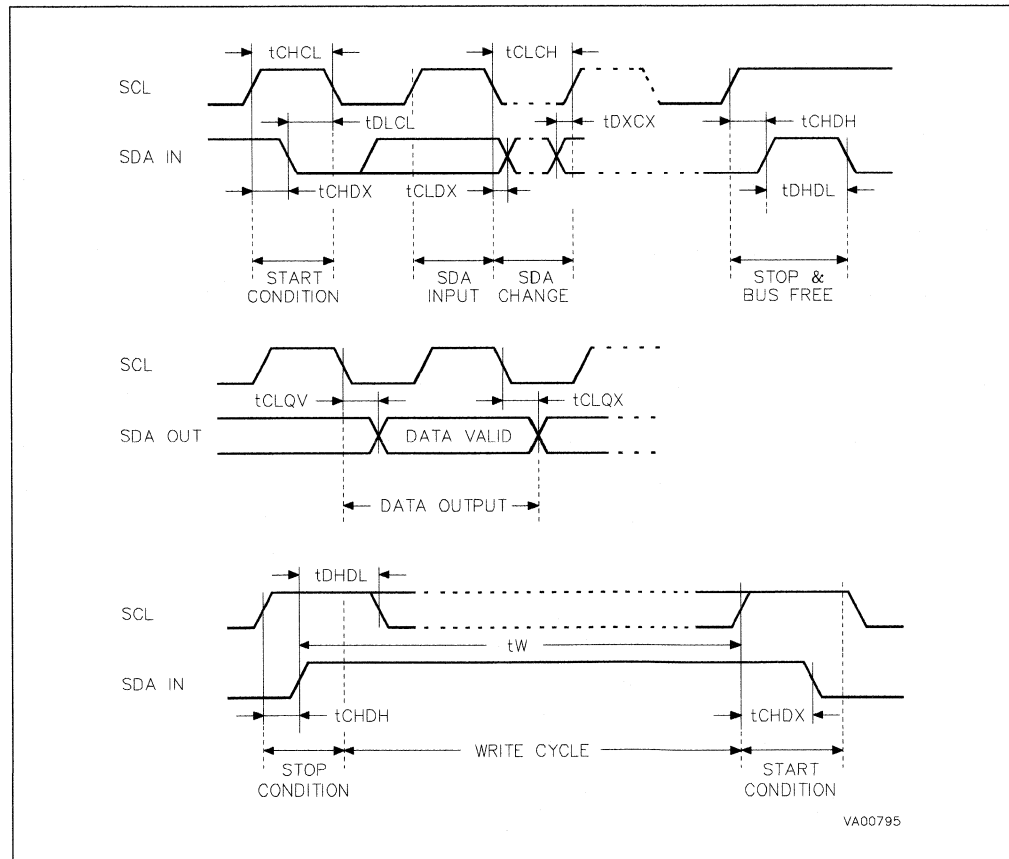 tCHCL
tCLCH
SCL
tDLCL
tDXCX
tCHDH
SDA IN
tCHDX
tCLDX
tDHDL
START
CONDITION
SDA
INPUT
SDA
CHANGE
STOP &
BUS FREE
SCL
tCLQV
tCLQX
SDA OUT
DATA VALID
DATA OUTPUT
tDHDL
SCL
tW
SDA IN
tCHDH
tCHDX
WRITE CYCLE
STOP
CONDITION
START
CONDITION
VA00795